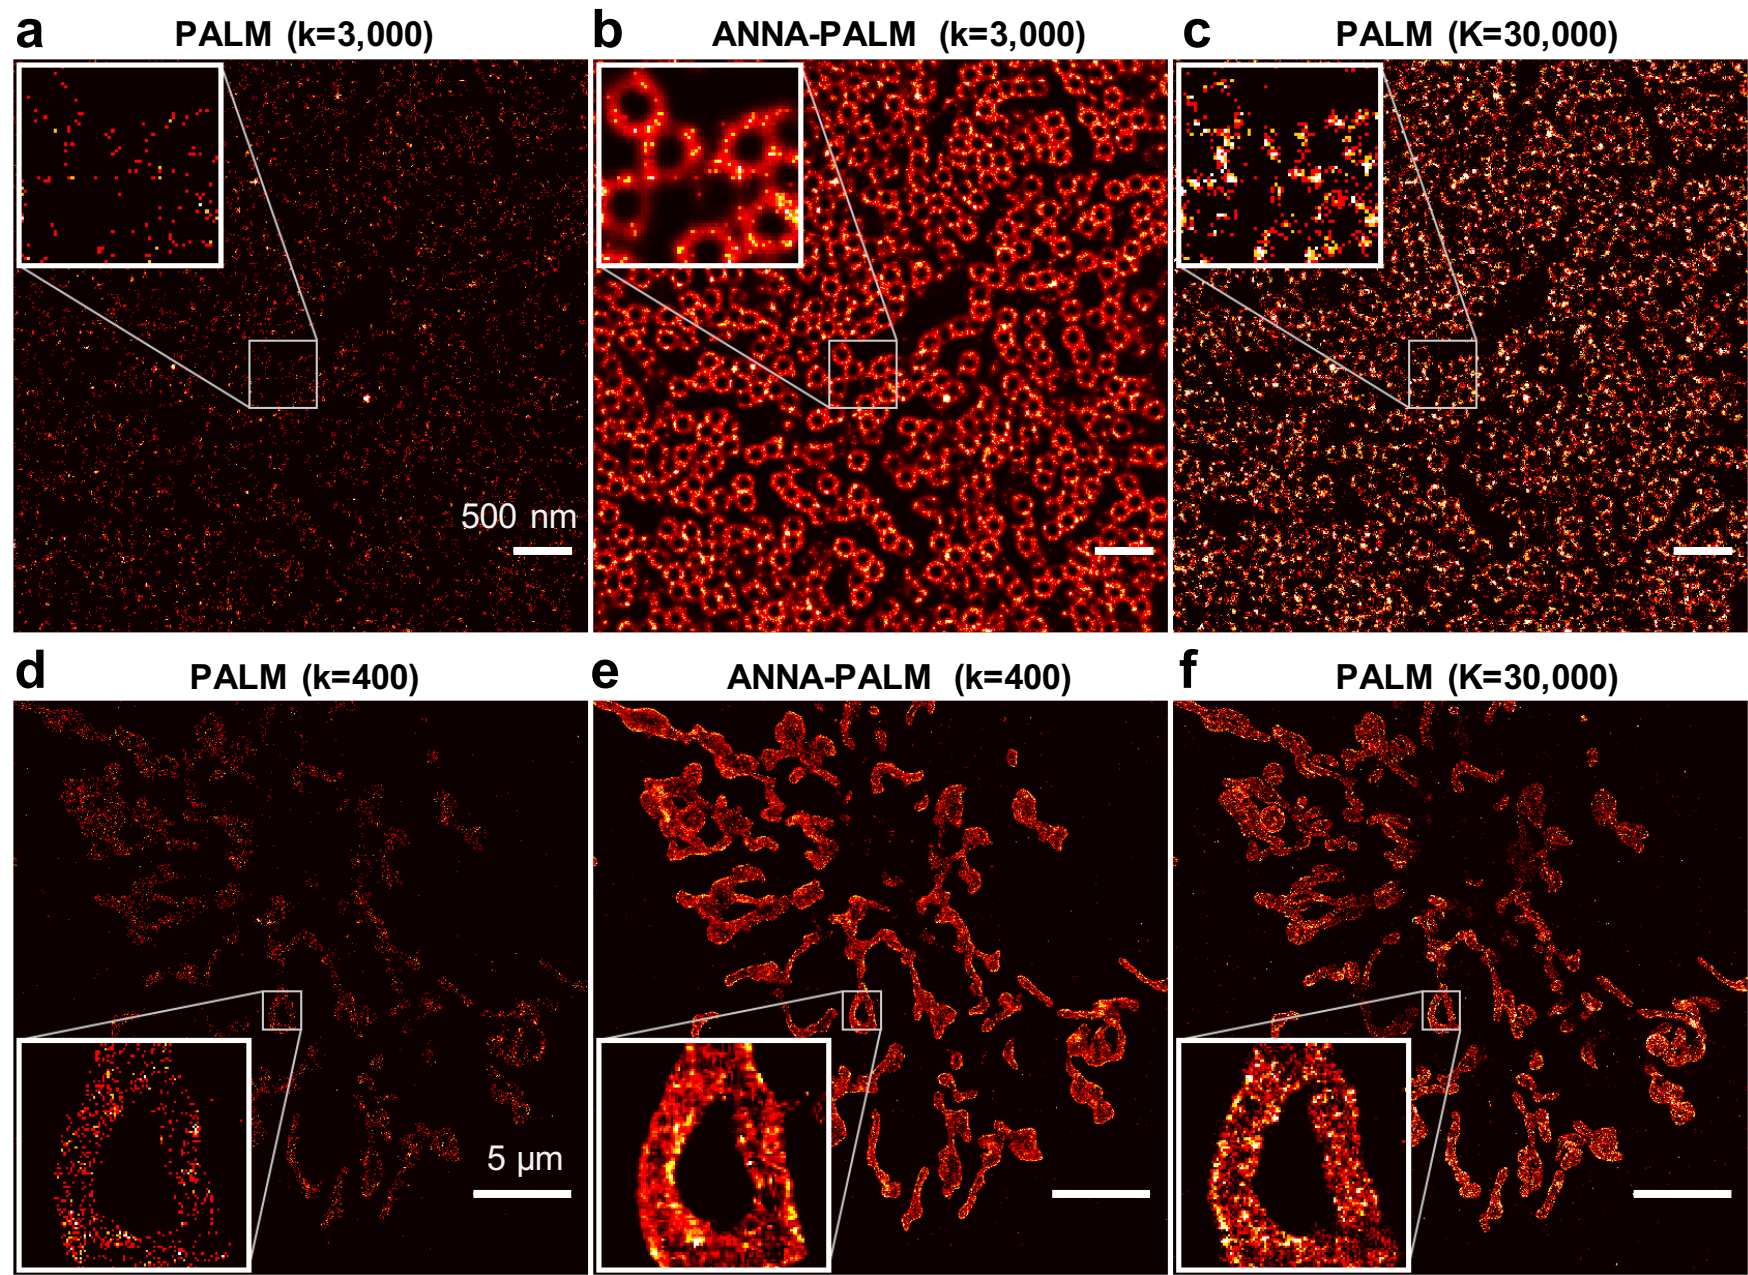 a PALM (k=3,000)
b ANNA-PALM (k=3,000)
c PALM (K=30,000)
500 nm
d PALM (k=400)
e ANNA-PALM (k=400)
f PALM (K=30,000)
5 µm